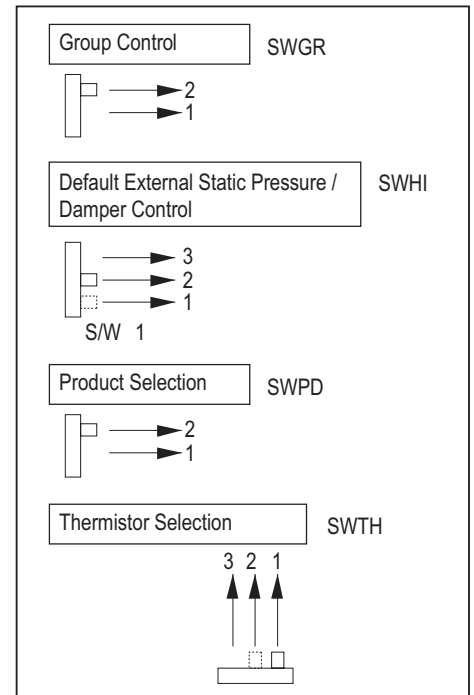 Group Control SWGR
2
1
Default External Static Pressure / SWHI
Damper Control
3
2
1
S/W 1
Product Selection SWPD
2
1
Thermistor Selection SWTH
3 2 1